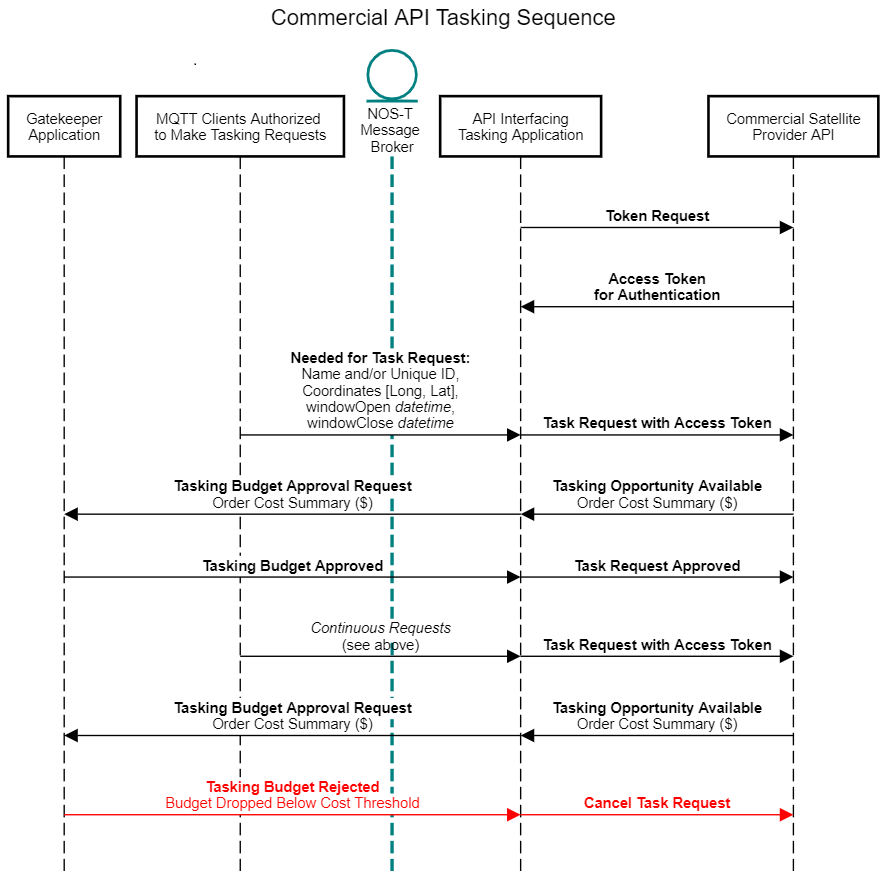 Commercial API Tasking Sequence
Gatekeeper
Application
MQTT Clients Authorized
to Make Tasking Requests
NOS-T
Message
Broker
API Interfacing
Tasking Application
Commercial Satellite
Provider API
Token Request
Access Token
for Authentication
Needed for Task Request:
Name and/or Unique ID,
Coordinates [Long, Lat],
windowOpen datetime,
windowClose datetime
Task Request with Access Token
Tasking Budget Approval Request
Order Cost Summary ($)
Tasking Opportunity Available
Order Cost Summary ($)
Tasking Budget Approved
Task Request Approved
Continuous Requests
(see above)
Task Request with Access Token
Tasking Budget Approval Request
Order Cost Summary ($)
Tasking Opportunity Available
Order Cost Summary ($)
Tasking Budget Rejected
Budget Dropped Below Cost Threshold
Cancel Task Request